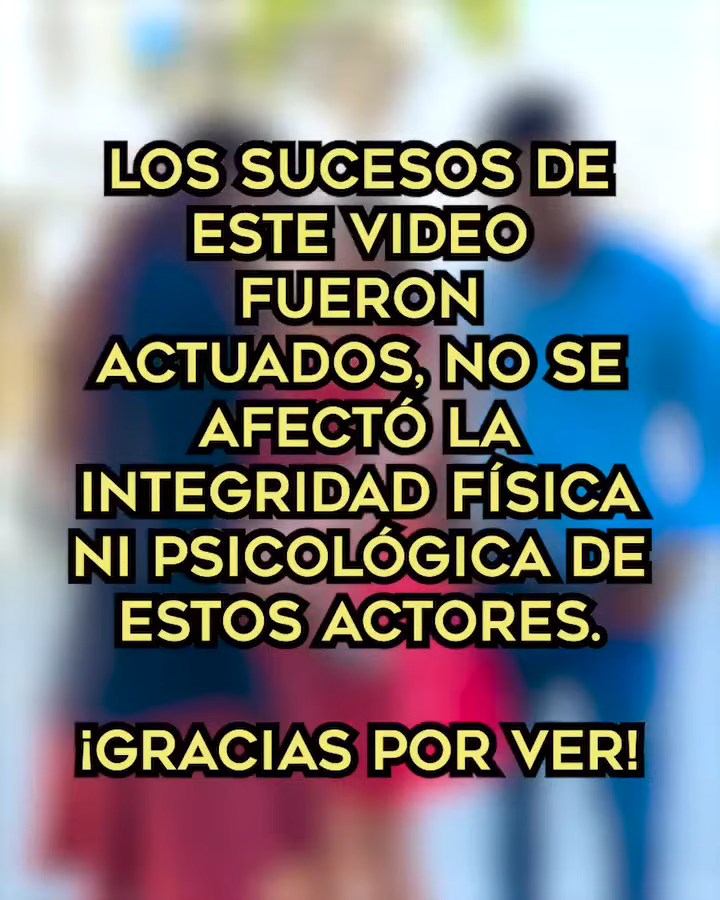 LOS SUCESOS DE
ESTE VIDEO
FUERON
ACTUADOS, NO SE
AFECTÓ LA
INTEGRIDAD FÍSICA
NI PSICOLÓGICA DE
ESTOS ACTORES.
¡GRACIAS POR VER!